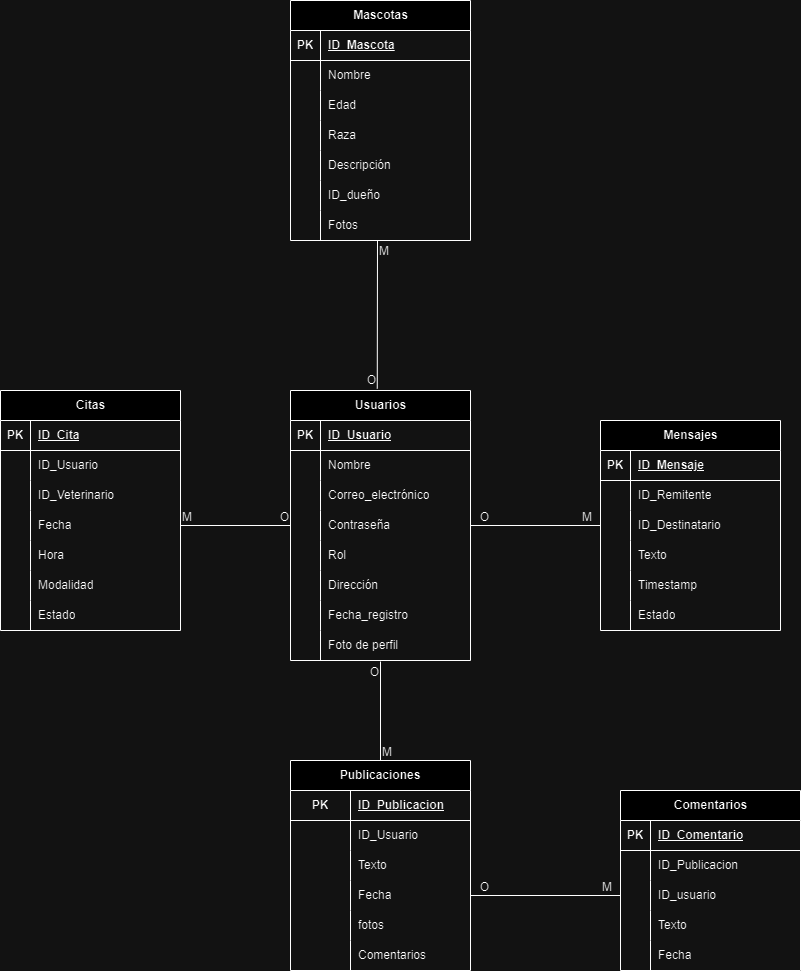 Mascotas
PK ID_Mascota
Nombre
Edad
Raza
Descripción
ID_dueño
Fotos
M
O
Citas
PK ID_Cita
ID_Usuario
ID_Veterinario
Fecha
Hora
Modalidad
Estado
M
O
Usuarios
PK ID_Usuario
Nombre
Correo_electrónico
Contraseña
Rol
Dirección
Fecha_registro
Foto de perfil
O
M
Mensajes
PK ID_Mensaje
ID_Remitente
ID_Destinatario
Texto
Timestamp
Estado
O
M
Publicaciones
PK ID_Publicacion
ID_Usuario
Texto
Fecha
fotos
Comentarios
O
M
Comentarios
PK ID_Comentario
ID_Publicacion
ID_usuario
Texto
Fecha